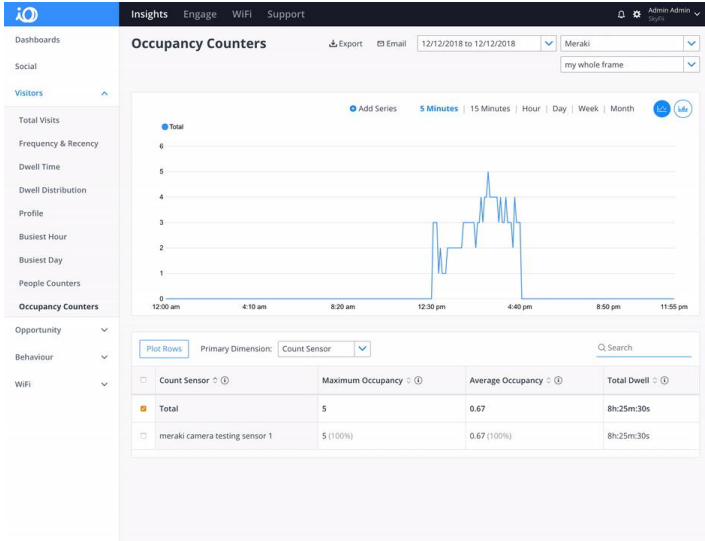 iO
Insights Engage WiFi Support
Admin Admin
SkyFii
Dashboards
Social
Visitors
Total Visits
Frequency & Recency
Dwell Time
Dwell Distribution
Profile
Busiest Hour
Busiest Day
People Counters
Occupancy Counters
Opportunity
Behaviour
WiFi
Occupancy Counters
Export Email 12/12/2018 to 12/12/2018 Meraki
my whole frame
Add Series 5 Minutes | 15 Minutes | Hour | Day | Week | Month
Total
6
5
4
3
2
1
0
12:00 am 4:10 am 8:20 am 12:30 pm 4:40 pm 8:50 pm 11:55 pm
Plot Rows Primary Dimension: Count Sensor Search
Count Sensor Maximum Occupancy Average Occupancy Total Dwell
Total 5 0.67 8h:25m:30s
meraki camera testing sensor 1 5 (100%) 0.67 (100%) 8h:25m:30s